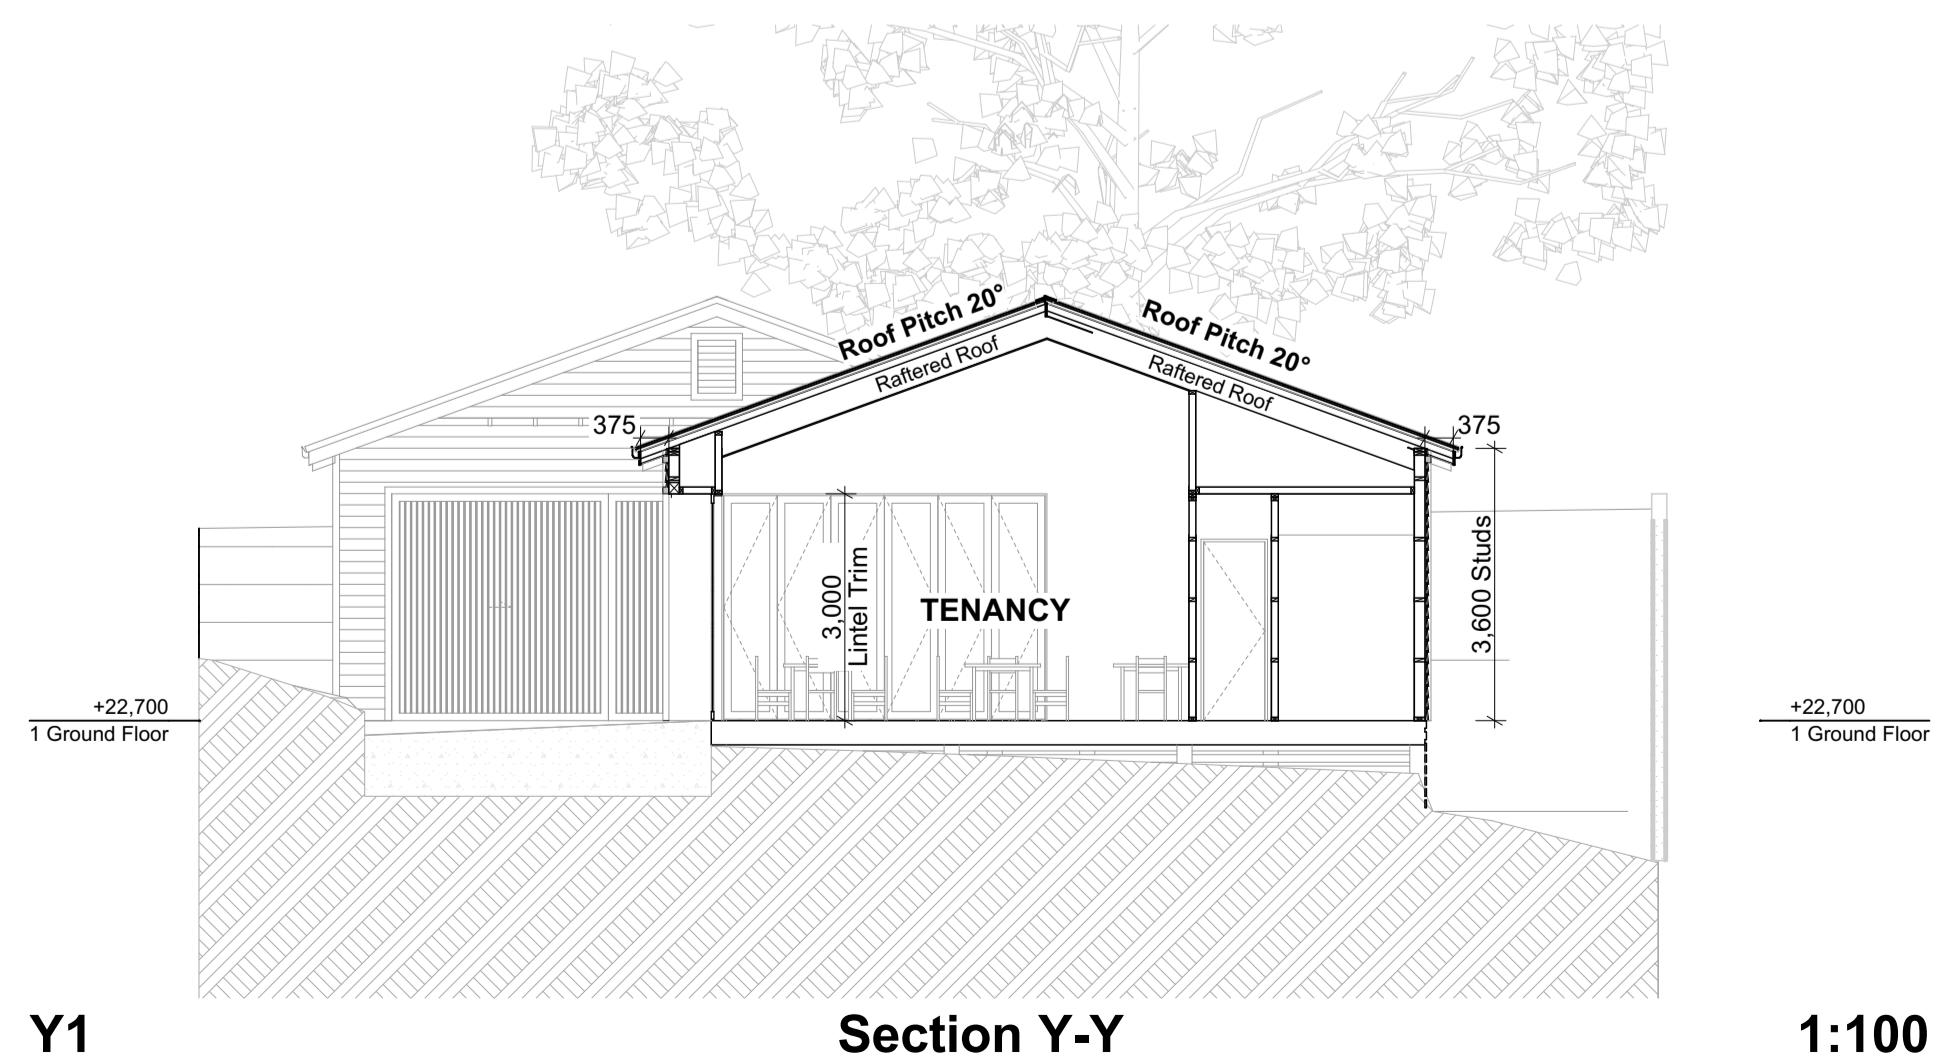 Roof Pitch 20°
Roof Pitch 20°
Raftered Roof
Raftered Roof
375
375
3,000
Lintel Trim
TENANCY
3,600 Studs
+22,700
1 Ground Floor
+22,700
1 Ground Floor
Y1
Section Y-Y
1:100